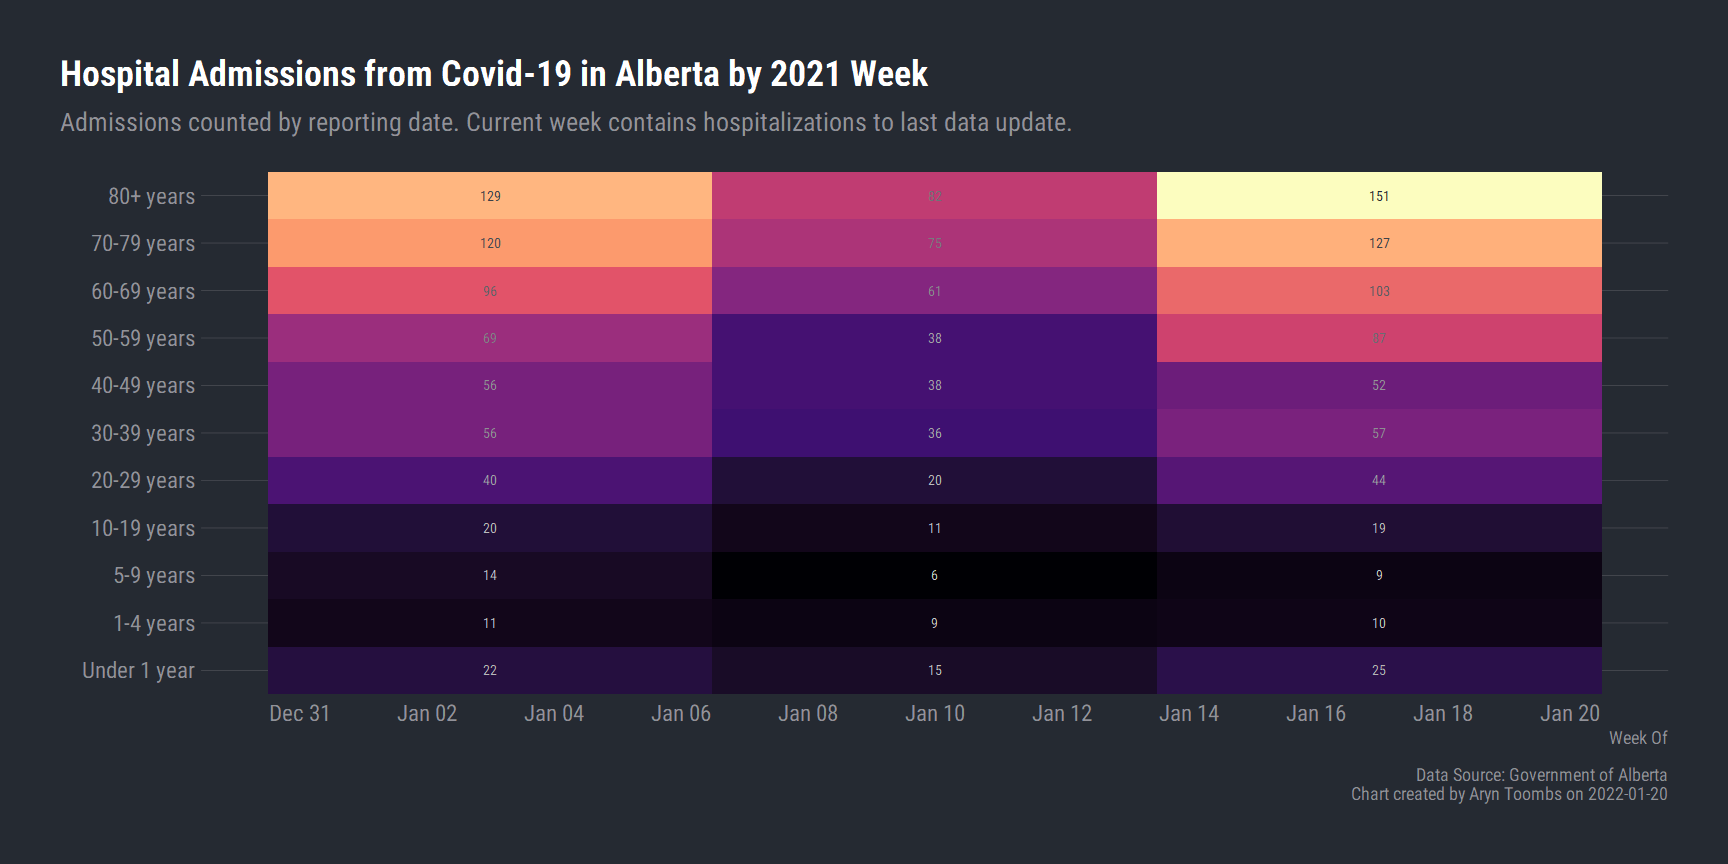 Hospital Admissions from Covid-19 in Alberta by 2021 Week
Admissions counted by reporting date. Current week contains hospitalizations to last data update.
80+ years 129 82 151
70-79 years 120 75 127
60-69 years 96 61 103
50-59 years 69 38 87
40-49 years 56 38 52
30-39 years 56 36 57
20-29 years 40 20 44
10-19 years 20 11 19
5-9 years 14 6 9
1-4 years 11 9 10
Under 1 year 22 15 25
Dec 31 Jan 02 Jan 04 Jan 06 Jan 08 Jan 10 Jan 12 Jan 14 Jan 16 Jan 18 Jan 20
Week Of
Data Source: Government of Alberta
Chart created by Aryn Toombs on 2022-01-20